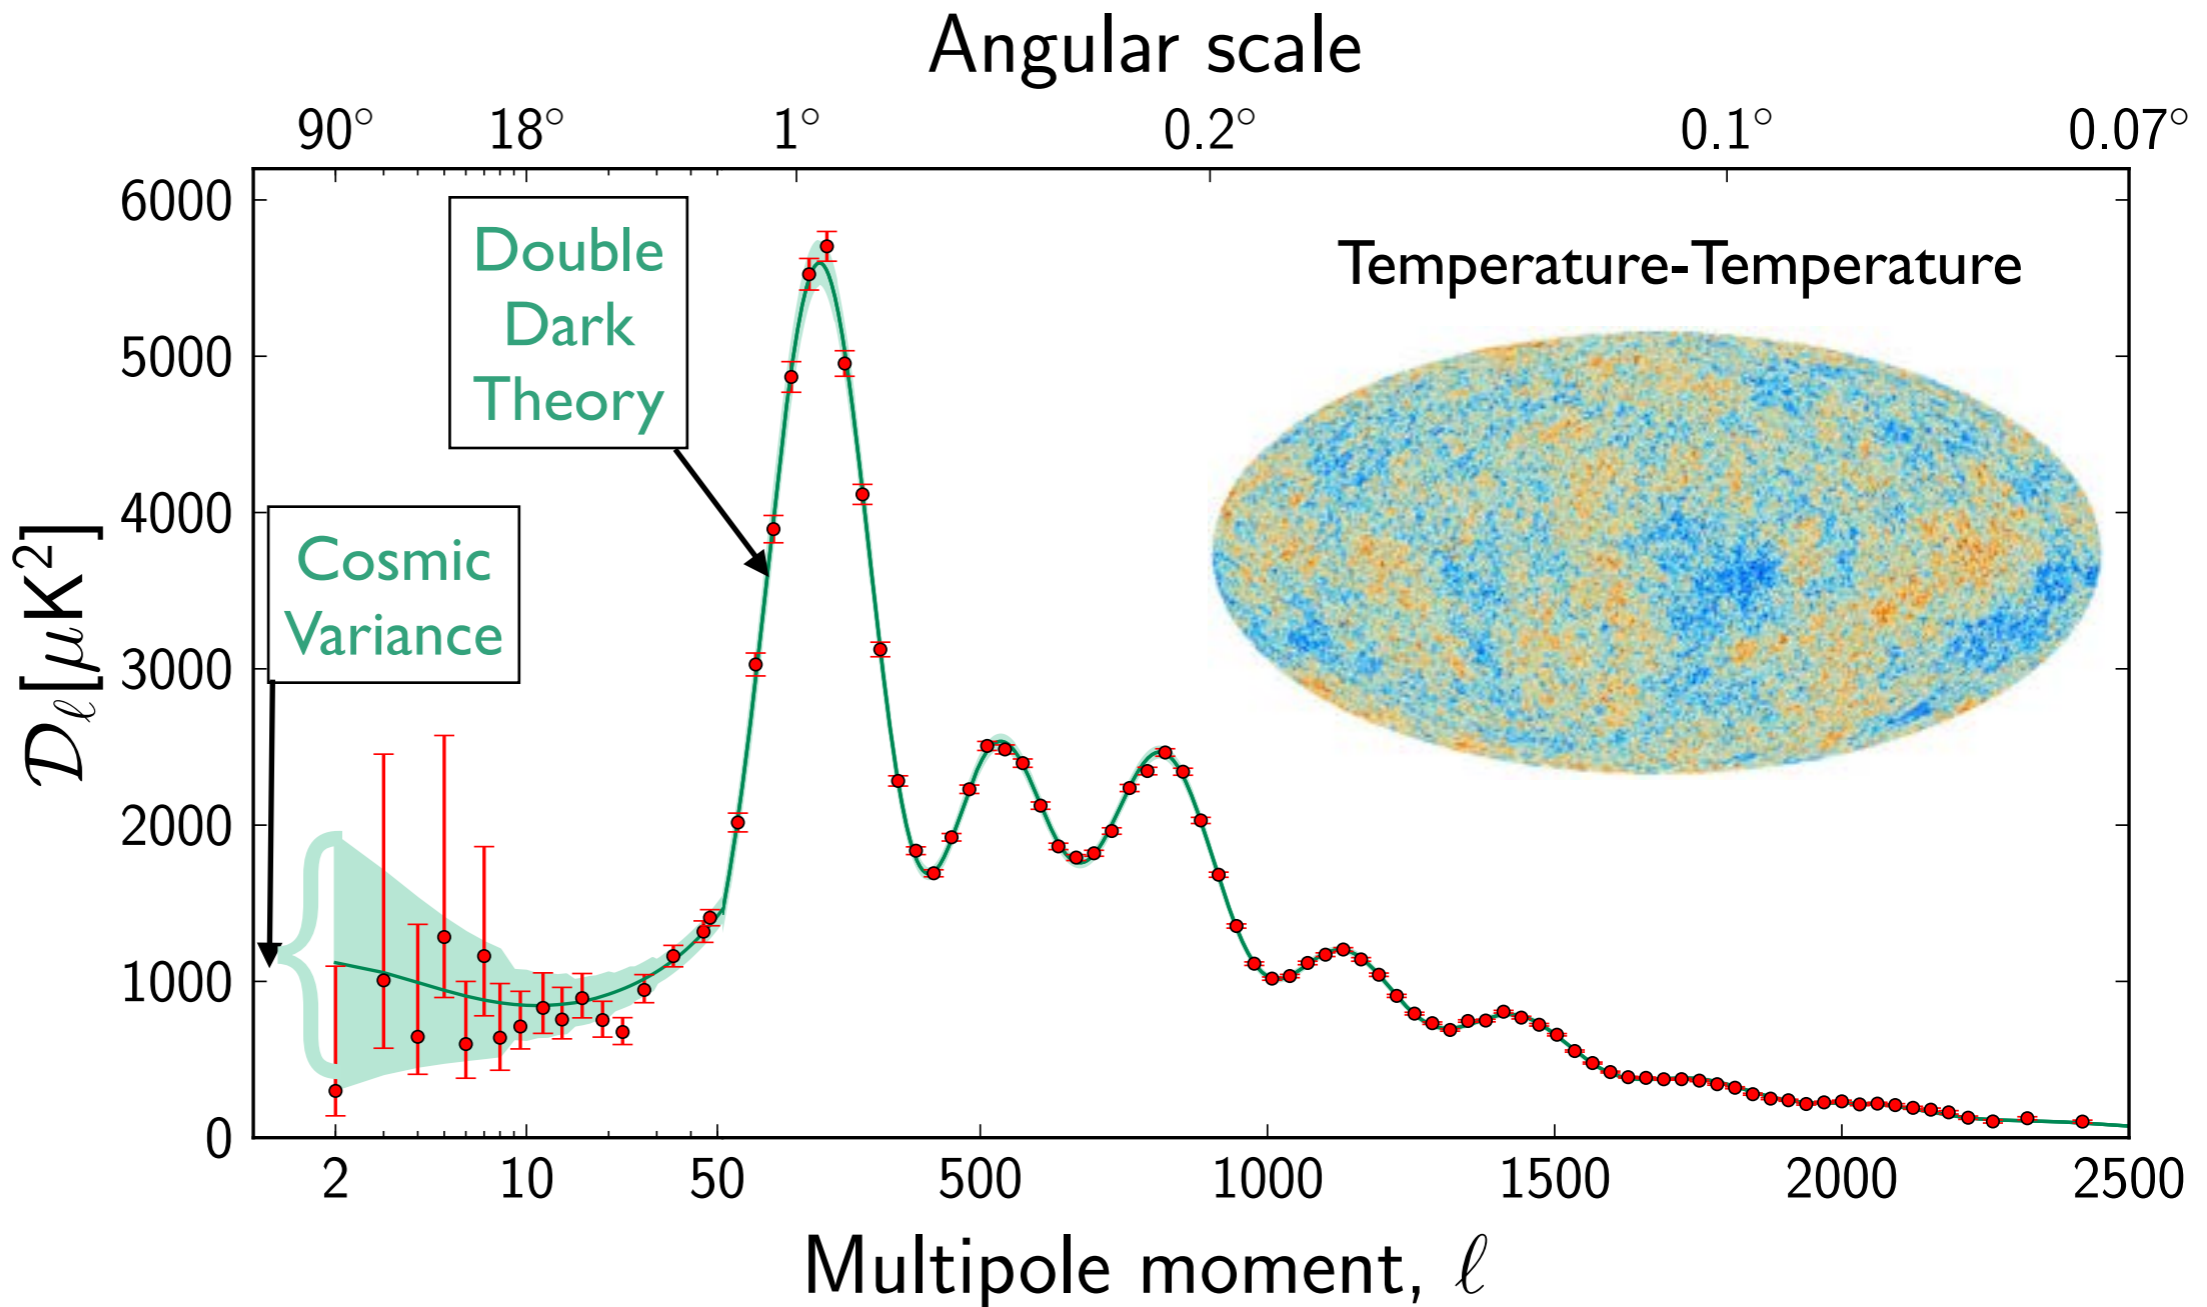 Angular scale
90° 18° 1° 0.2° 0.1° 0.07°
6000
5000
4000
3000
2000
1000
0
𝒟ℓ[μK²]
Double
Dark
Theory
Cosmic
Variance
Temperature-Temperature
2 10 50 500 1000 1500 2000 2500
Multipole moment, ℓ